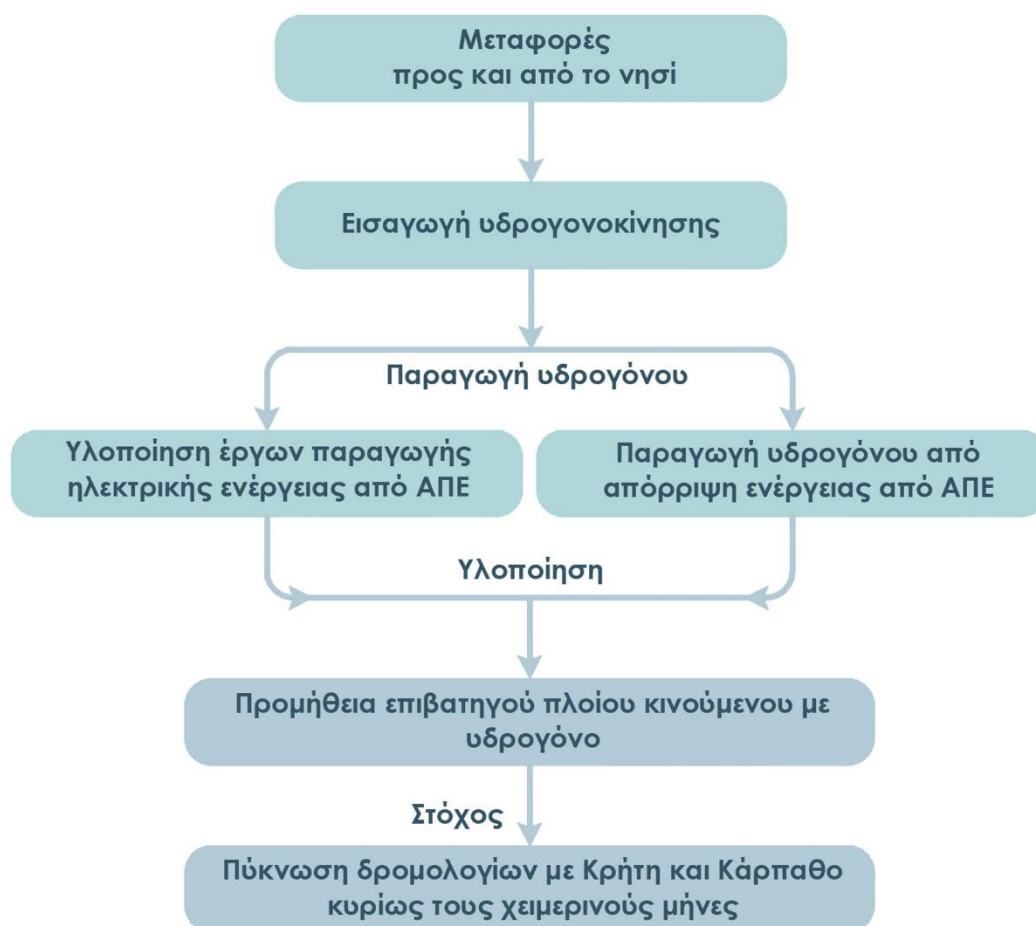 Μεταφορές
προς και από το νησί
Εισαγωγή υδρογονοκίνησης
Παραγωγή υδρογόνου
Υλοποίηση έργων παραγωγής
ηλεκτρικής ενέργειας από ΑΠΕ
Παραγωγή υδρογόνου από
απόρριψη ενέργειας από ΑΠΕ
Υλοποίηση
Προμήθεια επιβατηγού πλοίου κινούμενου με
υδρογόνο
Στόχος
Πύκνωση δρομολογίων με Κρήτη και Κάρπαθο
κυρίως τους χειμερινούς μήνες